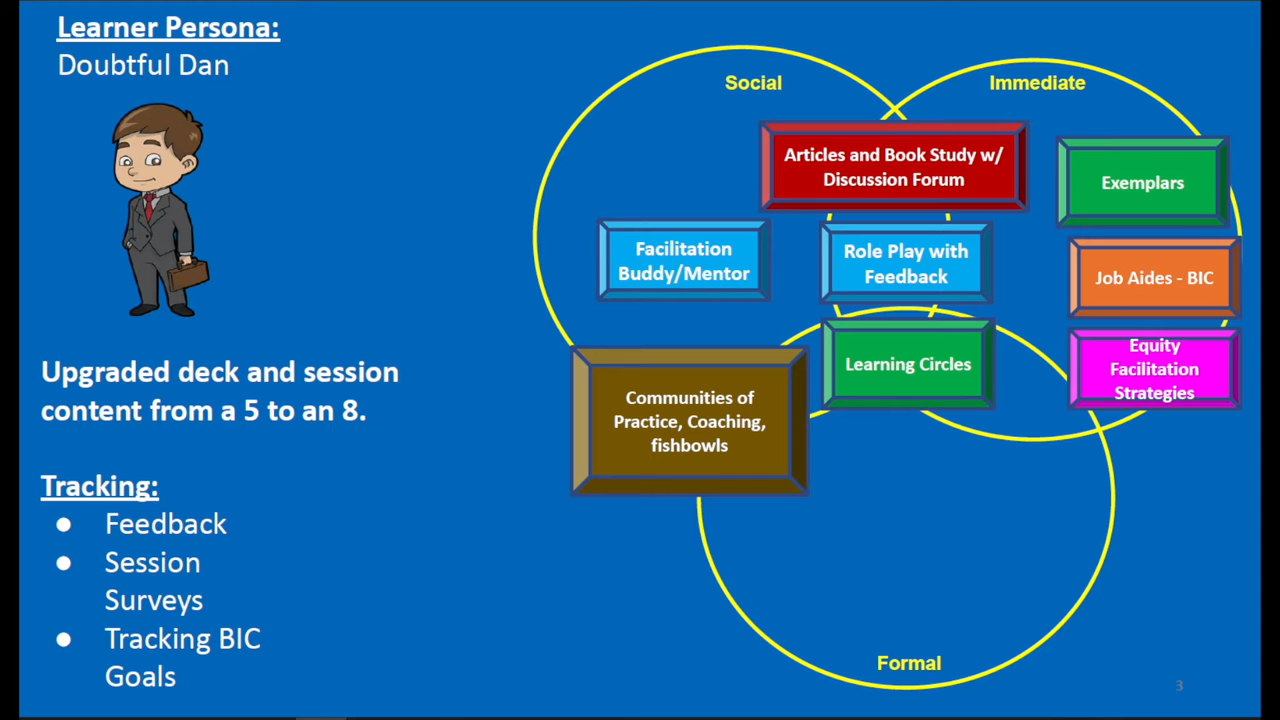 Learner Persona:
Doubtful Dan
Upgraded deck and session
content from a 5 to an 8.
Tracking:
● Feedback
● Session
Surveys
● Tracking BIC
Goals
Social
Immediate
Articles and Book Study w/
Discussion Forum
Exemplars
Facilitation
Buddy/Mentor
Role Play with
Feedback
Job Aides - BIC
Learning Circles
Equity
Facilitation
Strategies
Communities of
Practice, Coaching,
fishbowls
Formal
3